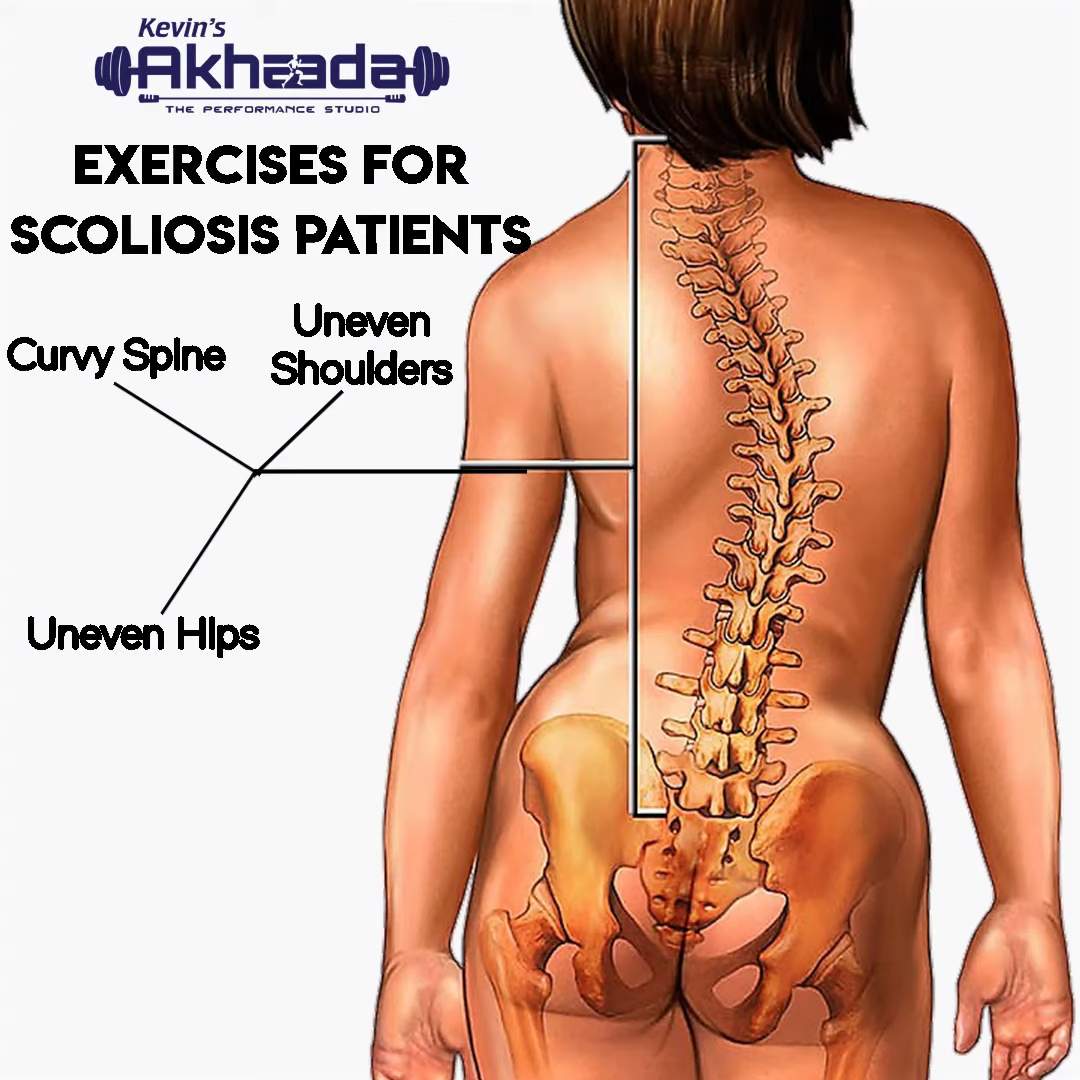 Kevin's
Akhaada
THE PERFORMANCE STUDIO
EXERCISES FOR
SCOLIOSIS PATIENTS
Uneven
Shoulders
Curvy Spine
Uneven Hips